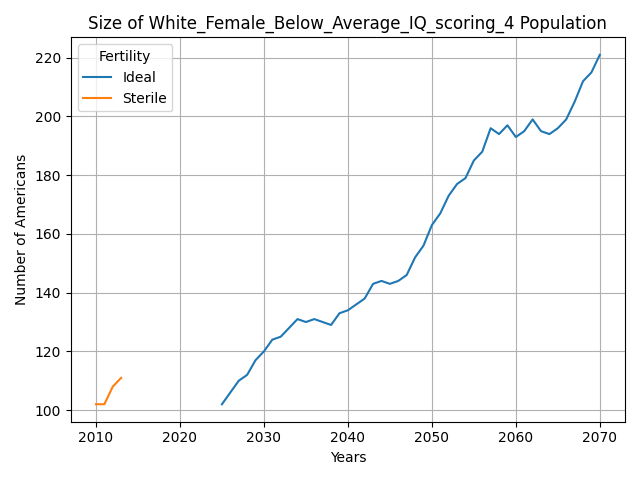 Size of White_Female_Below_Average_IQ_scoring_4 Population
Fertility
Ideal
Sterile
Number of Americans
220
200
180
160
140
120
100
2010 2020 2030 2040 2050 2060 2070
Years